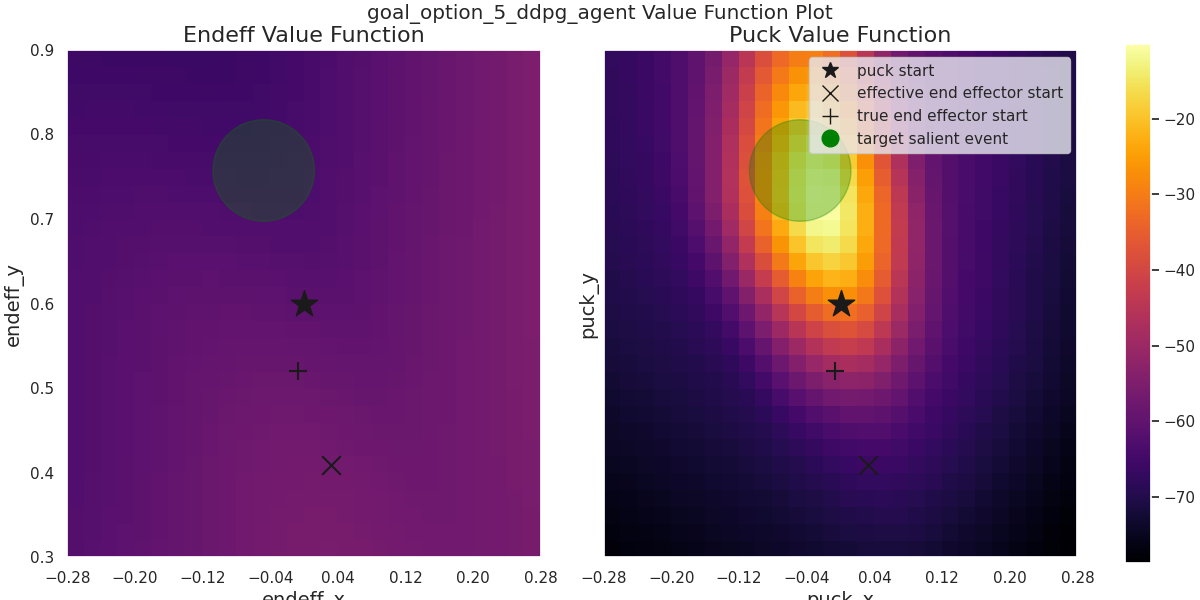 goal_option_5_ddpg_agent Value Function Plot
Endeff Value Function
endeff_y
0.9
0.8
0.7
0.6
0.5
0.4
0.3
−0.28 −0.20 −0.12 −0.04 0.04 0.12 0.20 0.28
endeff_x
Puck Value Function
puck start
effective end effector start
true end effector start
target salient event
puck_y
−0.28 −0.20 −0.12 −0.04 0.04 0.12 0.20 0.28
puck_x
−20
−30
−40
−50
−60
−70